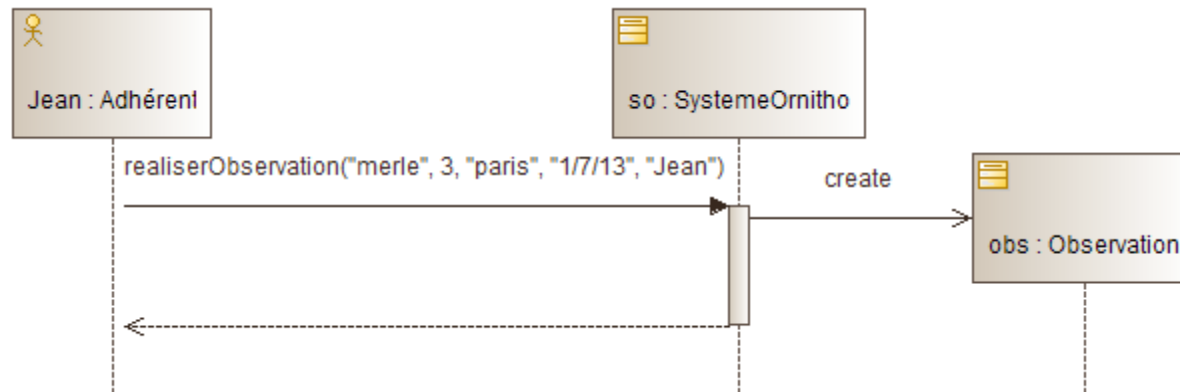 Jean : Adhérent
so : SystemeOrnitho
realiserObservation("merle", 3, "paris", "1/7/13", "Jean")
create
obs : Observation